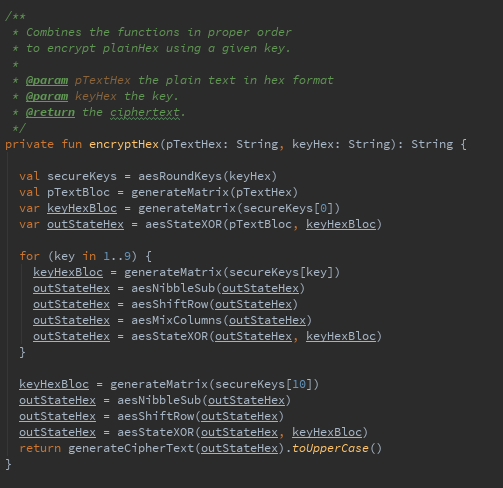 /**
 * Combines the functions in proper order
 * to encrypt plainHex using a given key.
 *
 * @param pTextHex the plain text in hex format
 * @param keyHex the key.
 * @return the ciphertext.
 */
private fun encryptHex(pTextHex: String, keyHex: String): String {
  val secureKeys = aesRoundKeys(keyHex)
  val pTextBloc = generateMatrix(pTextHex)
  var keyHexBloc = generateMatrix(secureKeys[0])
  var outStateHex = aesStateXOR(pTextBloc, keyHexBloc)
  for (key in 1..9) {
    keyHexBloc = generateMatrix(secureKeys[key])
    outStateHex = aesNibbleSub(outStateHex)
    outStateHex = aesShiftRow(outStateHex)
    outStateHex = aesMixColumns(outStateHex)
    outStateHex = aesStateXOR(outStateHex, keyHexBloc)
  }
  keyHexBloc = generateMatrix(secureKeys[10])
  outStateHex = aesNibbleSub(outStateHex)
  outStateHex = aesShiftRow(outStateHex)
  outStateHex = aesStateXOR(outStateHex, keyHexBloc)
  return generateCipherText(outStateHex).toUpperCase()
}